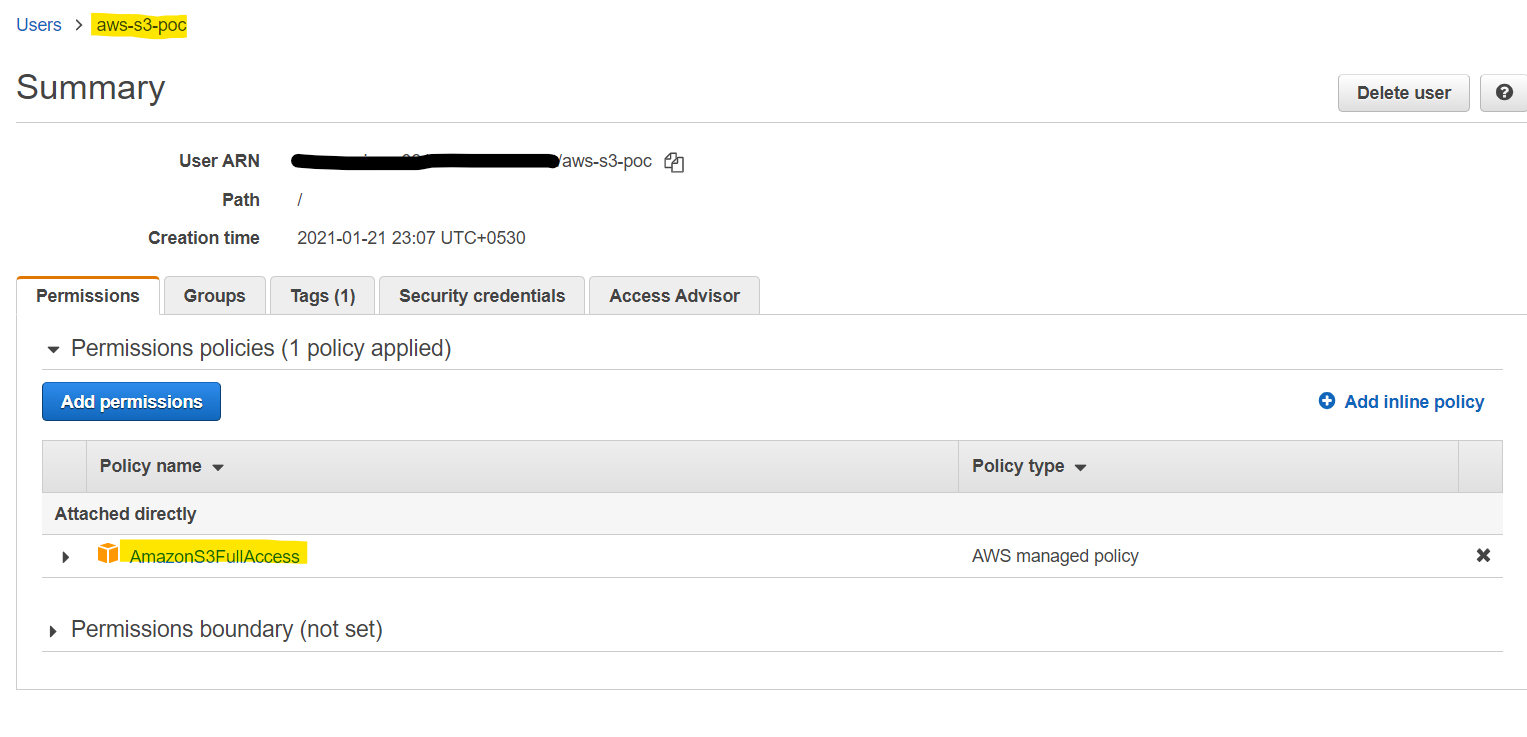 Users > aws-s3-poc
Summary
Delete user
User ARN /aws-s3-poc
Path /
Creation time 2021-01-21 23:07 UTC+0530
Permissions Groups Tags (1) Security credentials Access Advisor
Permissions policies (1 policy applied)
Add permissions Add inline policy
Policy name Policy type
Attached directly
AmazonS3FullAccess AWS managed policy
Permissions boundary (not set)